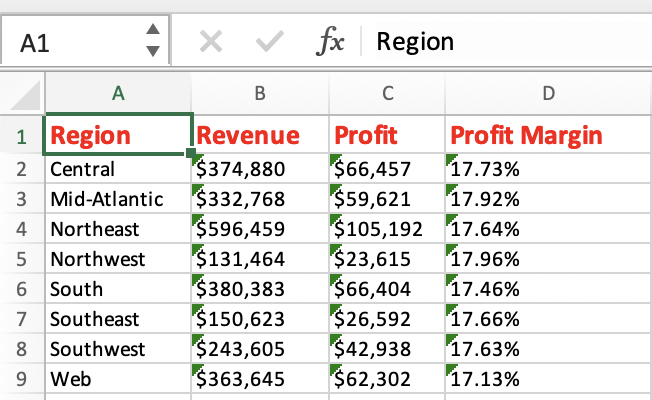 A1 fx Region
A B C D
1 Region Revenue Profit Profit Margin
2 Central $374,880 $66,457 17.73%
3 Mid-Atlantic $332,768 $59,621 17.92%
4 Northeast $596,459 $105,192 17.64%
5 Northwest $131,464 $23,615 17.96%
6 South $380,383 $66,404 17.46%
7 Southeast $150,623 $26,592 17.66%
8 Southwest $243,605 $42,938 17.63%
9 Web $363,645 $62,302 17.13%